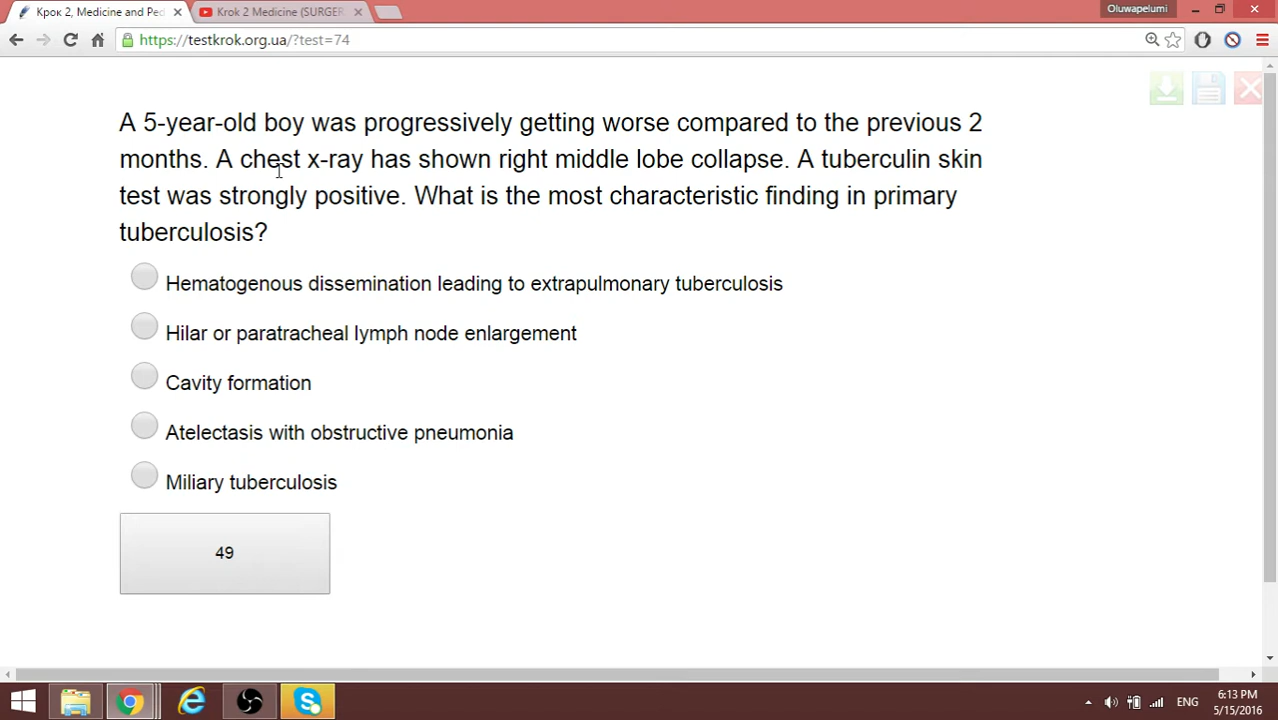 Крок 2, Medicine and Ped
Krok 2 Medicine (SURGER
Oluwapelumi
https://testkrok.org.ua/?test=74
A 5-year-old boy was progressively getting worse compared to the previous 2
months. A chest x-ray has shown right middle lobe collapse. A tuberculin skin
test was strongly positive. What is the most characteristic finding in primary
tuberculosis?
Hematogenous dissemination leading to extrapulmonary tuberculosis
Hilar or paratracheal lymph node enlargement
Cavity formation
Atelectasis with obstructive pneumonia
Miliary tuberculosis
49
ENG
6:13 PM
5/15/2016